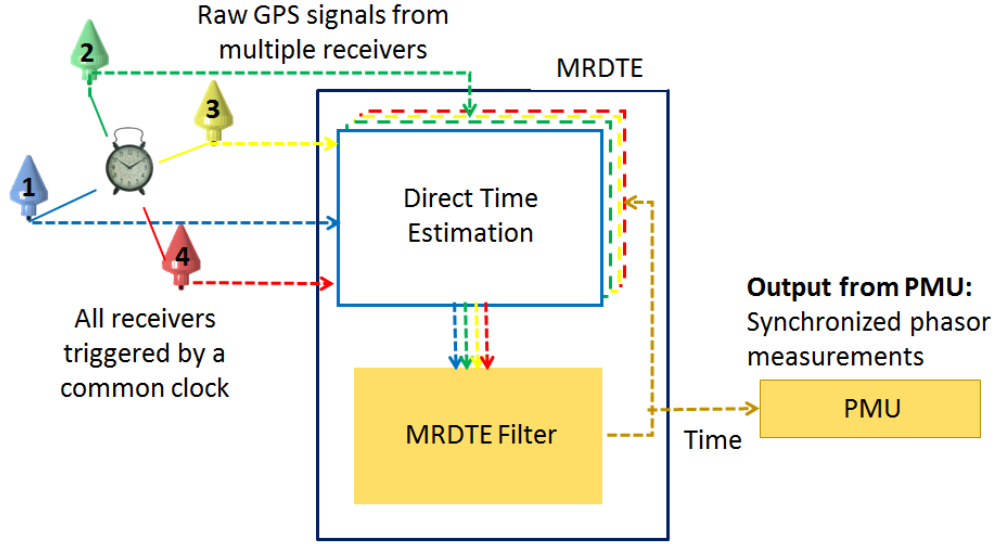 Raw GPS signals from
multiple receivers
MRDTE
2
3
1
4
Direct Time
Estimation
All receivers
triggered by a
common clock
Output from PMU:
Synchronized phasor
measurements
PMU
MRDTE Filter
Time